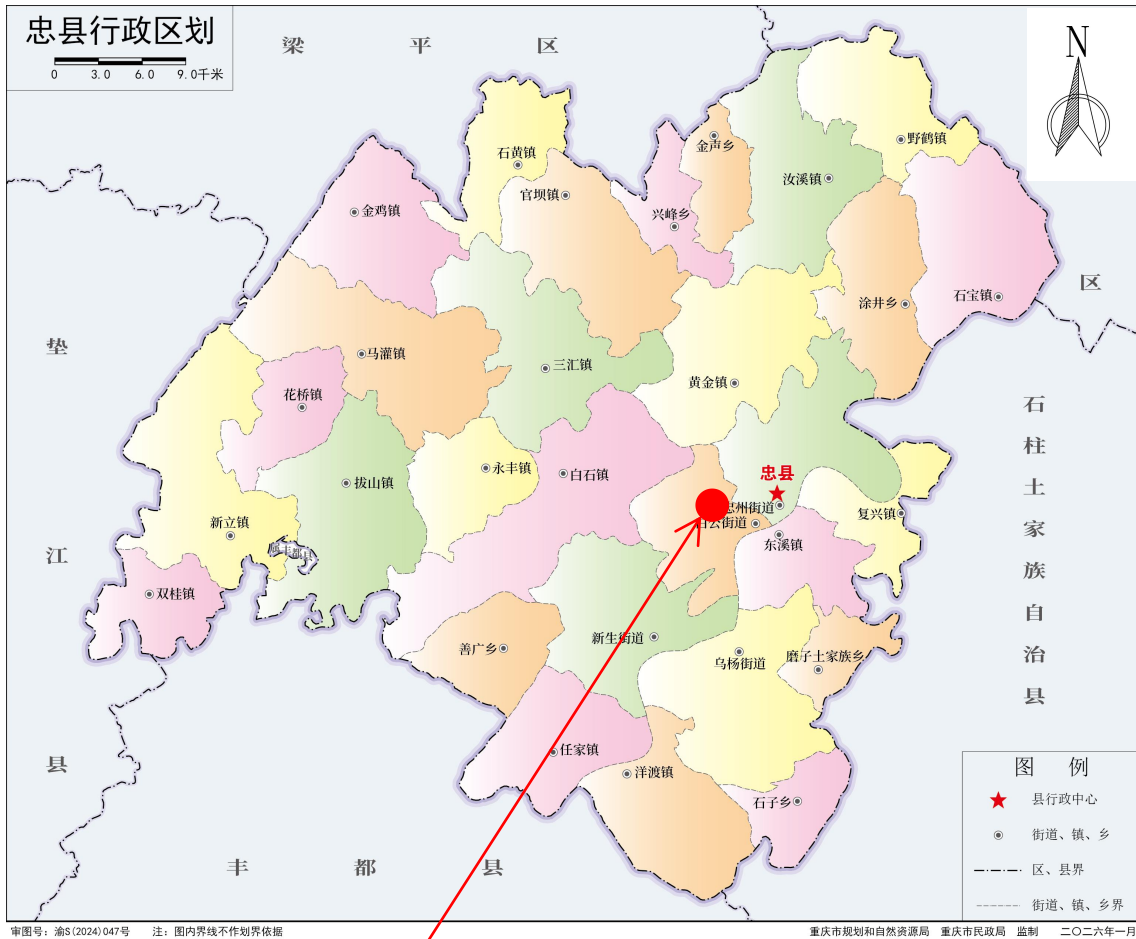 忠县行政区划
0 3.0 6.0 9.0千米
梁平区
N
野鹤镇
金声乡
石黄镇
汝溪镇
官坝镇
金鸡镇
兴峰乡
区
石宝镇
涂井乡
垫江县
马灌镇
三汇镇
黄金镇
花桥镇
石柱土家族自治县
永丰镇
白石镇
忠县
拔山镇
忠州街道
复兴镇
白云街道
新立镇
东溪镇
双桂镇
新生街道
善广乡
乌杨街道
磨子土家族乡
任家镇
洋渡镇
石子乡
丰都县
图例
县行政中心
街道、镇、乡
区、县界
街道、镇、乡界
审图号：渝S(2024)047号 注：图内界线不作划界依据
重庆市规划和自然资源局 重庆市民政局 监制 二〇二六年一月